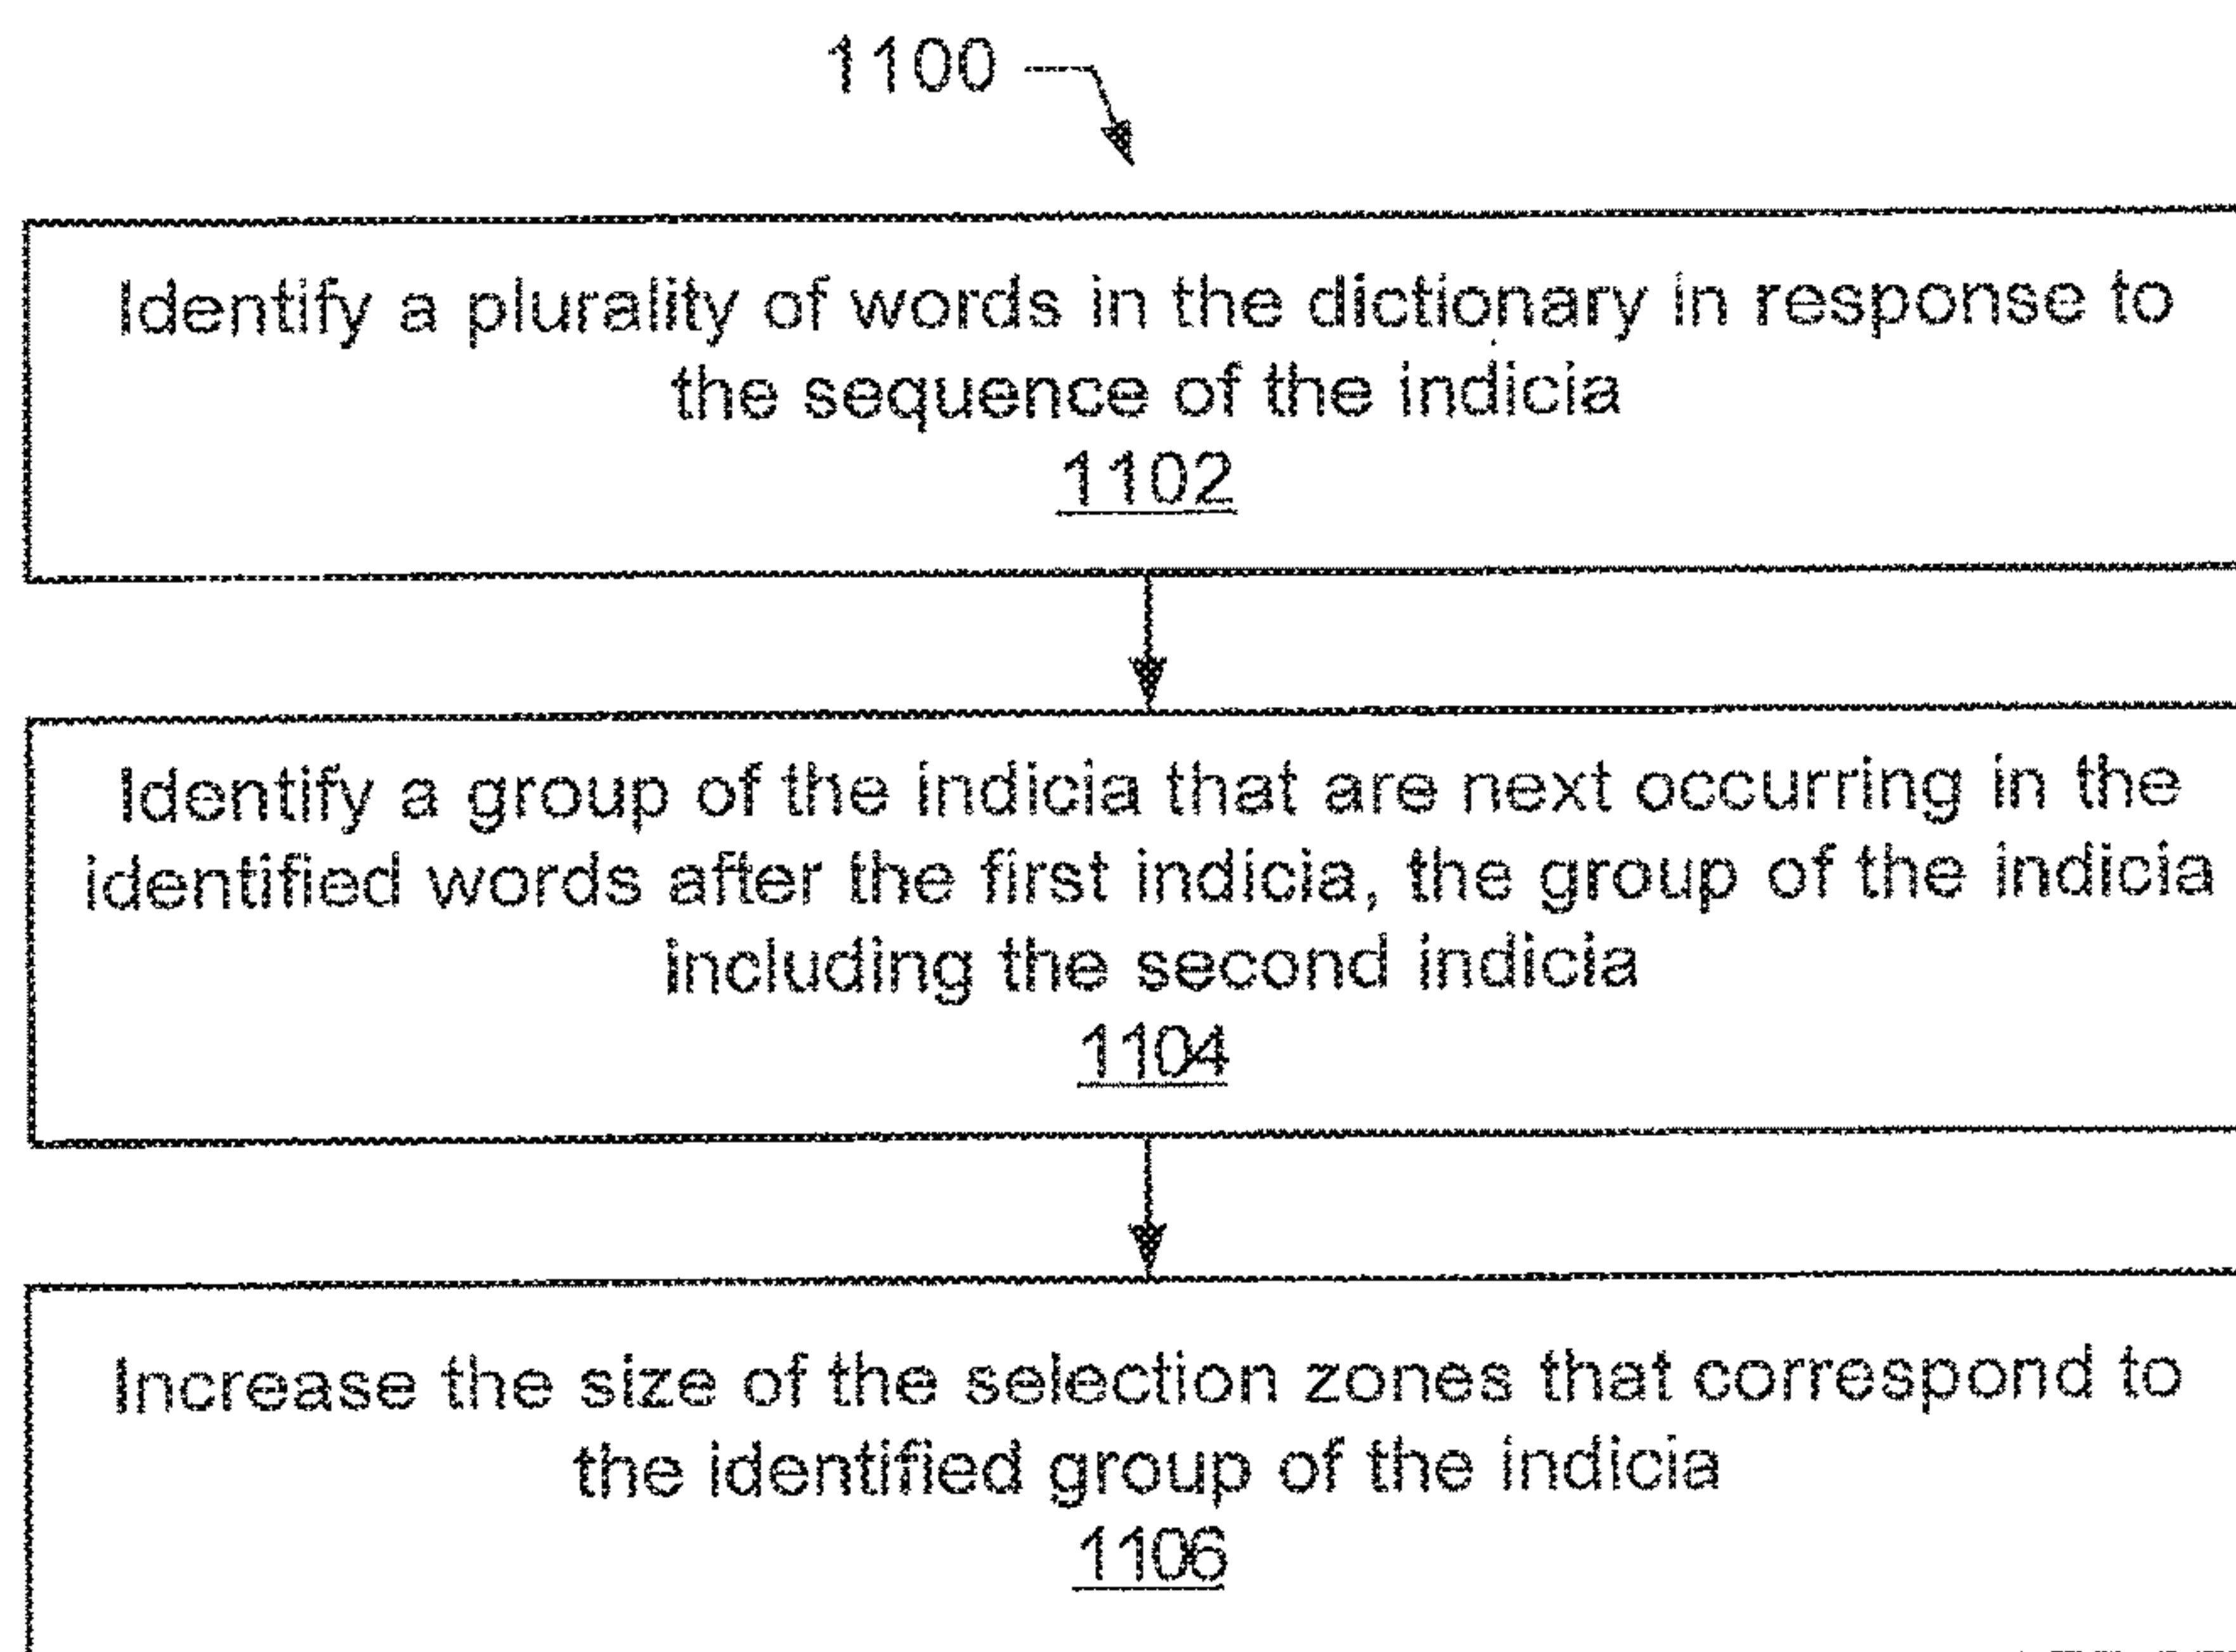 1100
Identify a plurality of words in the dictionary in response to
the sequence of the indicia
1102
Identify a group of the indicia that are next occurring in the
identified words after the first indicia, the group of the indicia
including the second indicia
1104
Increase the size of the selection zones that correspond to
the identified group of the indicia
1106